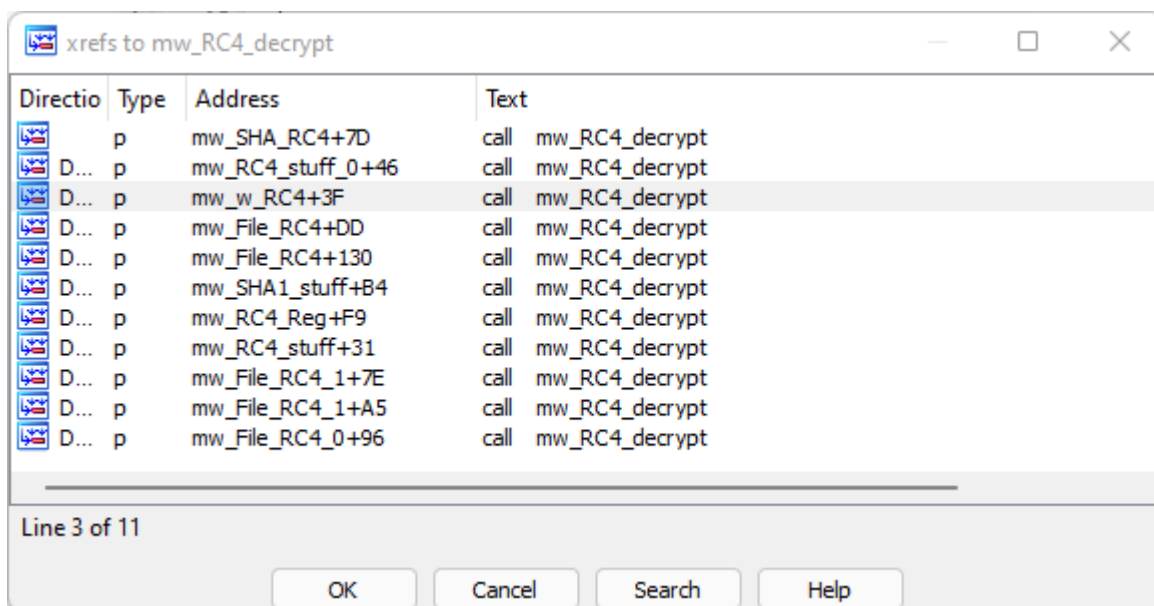 xrefs to mw_RC4_decrypt
Directio Type Address Text
p mw_SHA_RC4+7D call mw_RC4_decrypt
D... p mw_RC4_stuff_0+46 call mw_RC4_decrypt
D... p mw_w_RC4+3F call mw_RC4_decrypt
D... p mw_File_RC4+DD call mw_RC4_decrypt
D... p mw_File_RC4+130 call mw_RC4_decrypt
D... p mw_SHA1_stuff+B4 call mw_RC4_decrypt
D... p mw_RC4_Reg+F9 call mw_RC4_decrypt
D... p mw_RC4_stuff+31 call mw_RC4_decrypt
D... p mw_File_RC4_1+7E call mw_RC4_decrypt
D... p mw_File_RC4_1+A5 call mw_RC4_decrypt
D... p mw_File_RC4_0+96 call mw_RC4_decrypt
Line 3 of 11
OK Cancel Search Help